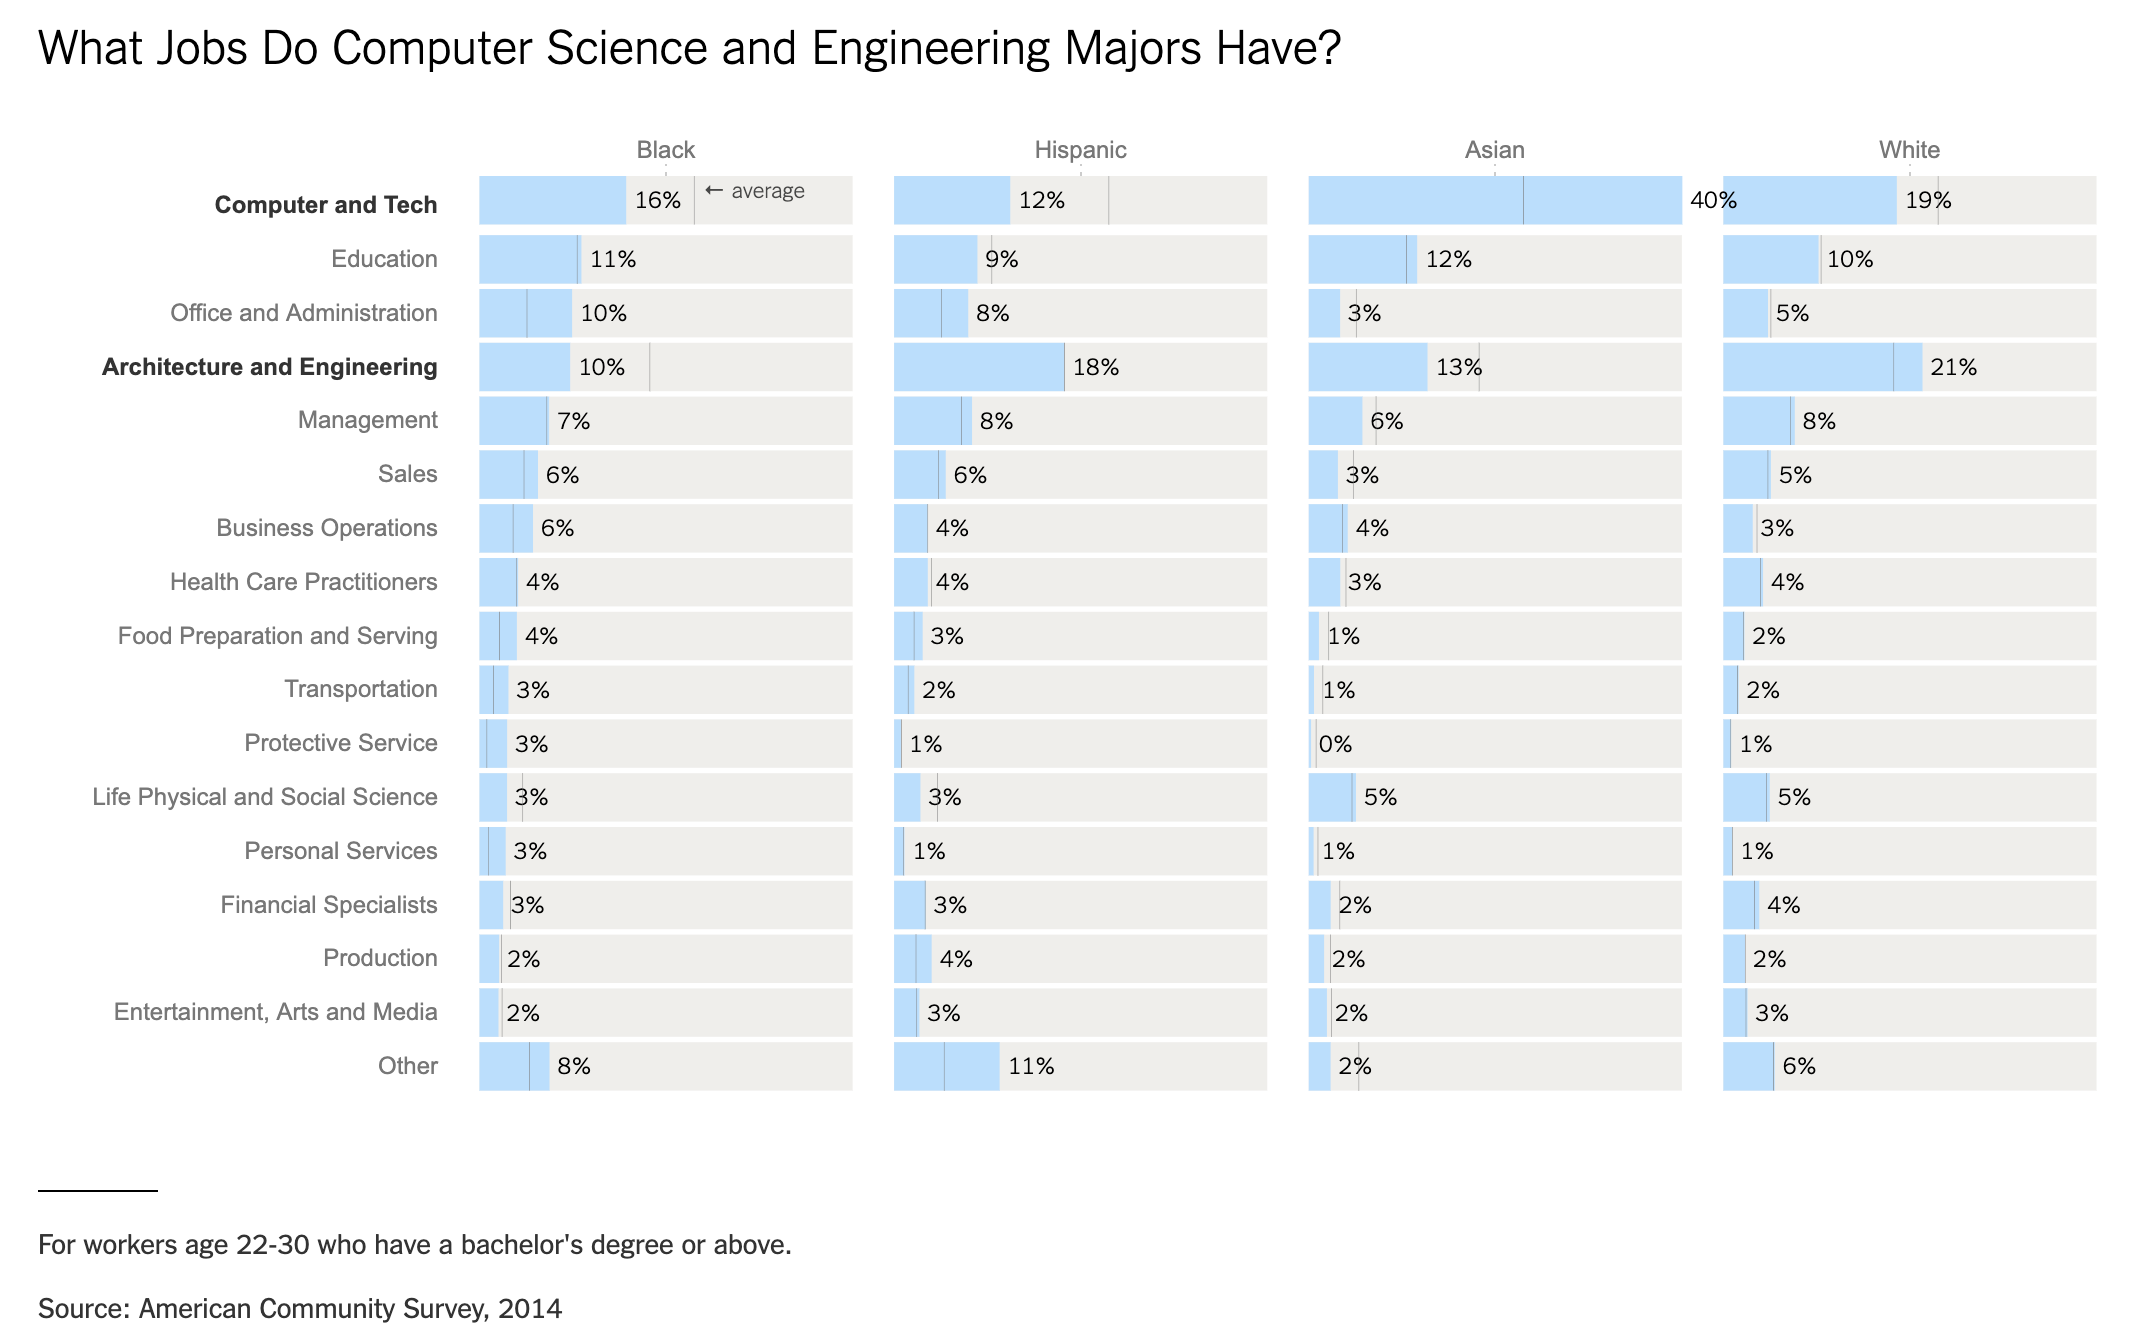 What Jobs Do Computer Science and Engineering Majors Have?
Black Hispanic Asian White
Computer and Tech 16% ← average 12% 40% 19%
Education 11% 9% 12% 10%
Office and Administration 10% 8% 3% 5%
Architecture and Engineering 10% 18% 13% 21%
Management 7% 8% 6% 8%
Sales 6% 6% 3% 5%
Business Operations 6% 4% 4% 3%
Health Care Practitioners 4% 4% 3% 4%
Food Preparation and Serving 4% 3% 1% 2%
Transportation 3% 2% 1% 2%
Protective Service 3% 1% 0% 1%
Life Physical and Social Science 3% 3% 5% 5%
Personal Services 3% 1% 1% 1%
Financial Specialists 3% 3% 2% 4%
Production 2% 4% 2% 2%
Entertainment, Arts and Media 2% 3% 2% 3%
Other 8% 11% 2% 6%
For workers age 22-30 who have a bachelor's degree or above.
Source: American Community Survey, 2014